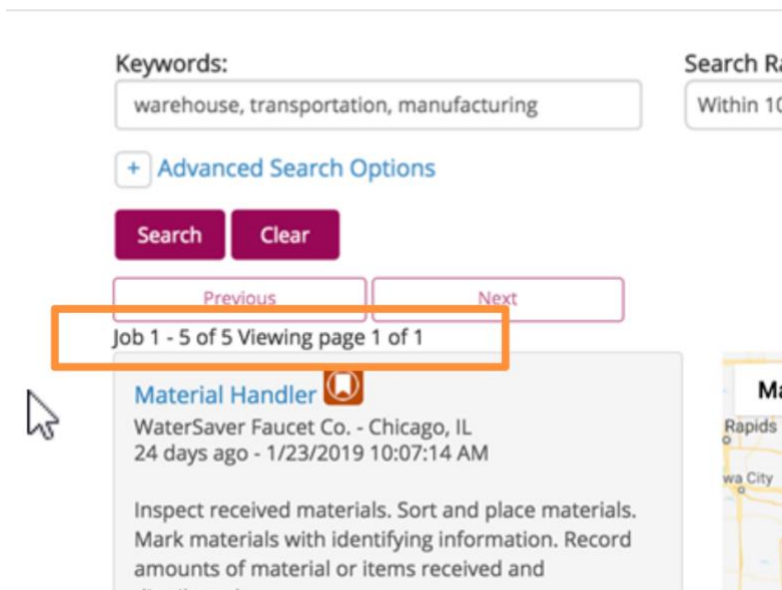 Keywords:
Search Ra
warehouse, transportation, manufacturing
Within 10
+ Advanced Search Options
Search
Clear
Previous
Next
Job 1 - 5 of 5 Viewing page 1 of 1
Material Handler
WaterSaver Faucet Co. - Chicago, IL
24 days ago - 1/23/2019 10:07:14 AM
Inspect received materials. Sort and place materials.
Mark materials with identifying information. Record
amounts of material or items received and
Ma
Rapids
wa City